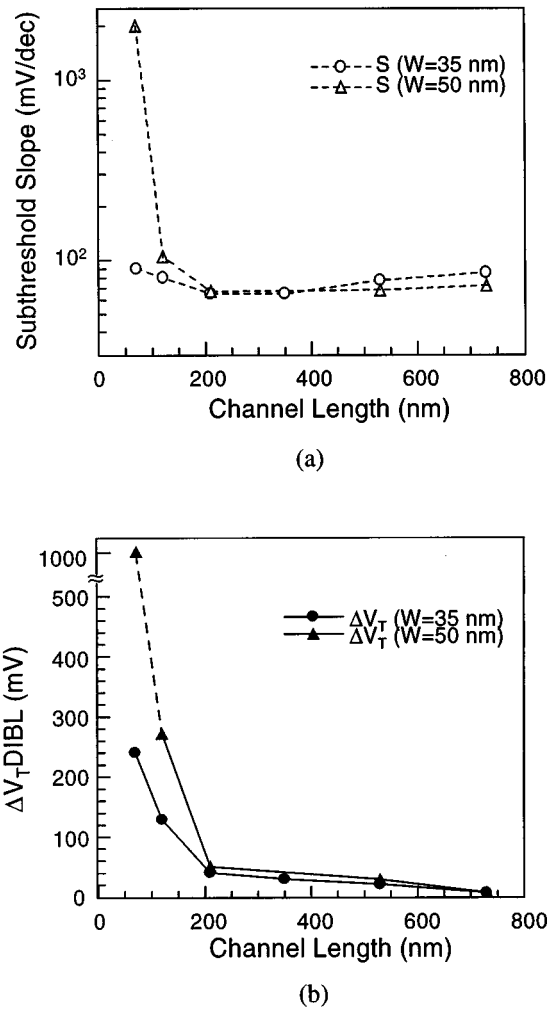 Subthreshold Slope (mV/dec)
10³
10²
S (W=35 nm)
S (W=50 nm)
0 200 400 600 800
Channel Length (nm)
(a)
ΔV_TDIBL (mV)
1000
500
400
300
200
100
0
ΔV_T (W=35 nm)
ΔV_T (W=50 nm)
0 200 400 600 800
Channel Length (nm)
(b)